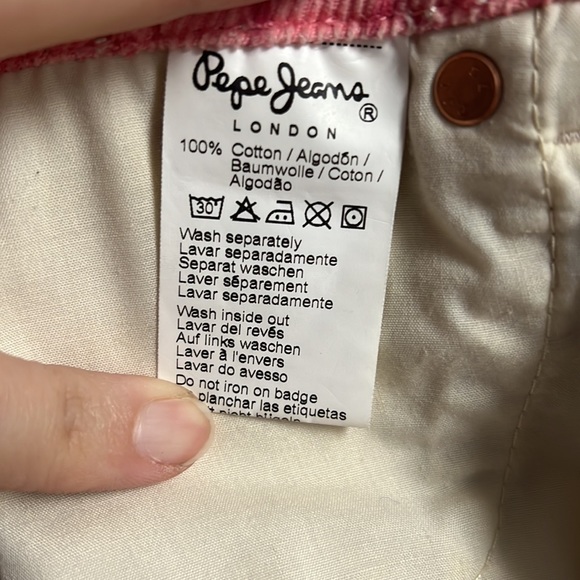 Pepe Jeans®
LONDON
100% Cotton / Algodón /
Baumwolle / Coton /
Algodão
30
Wash separately
Lavar separadamente
Separat waschen
Laver séparement
Lavar separadamente
Wash inside out
Lavar del revés
Auf links waschen
Laver à l'envers
Lavar do avesso
Do not iron on badge
planchar las etiquetas